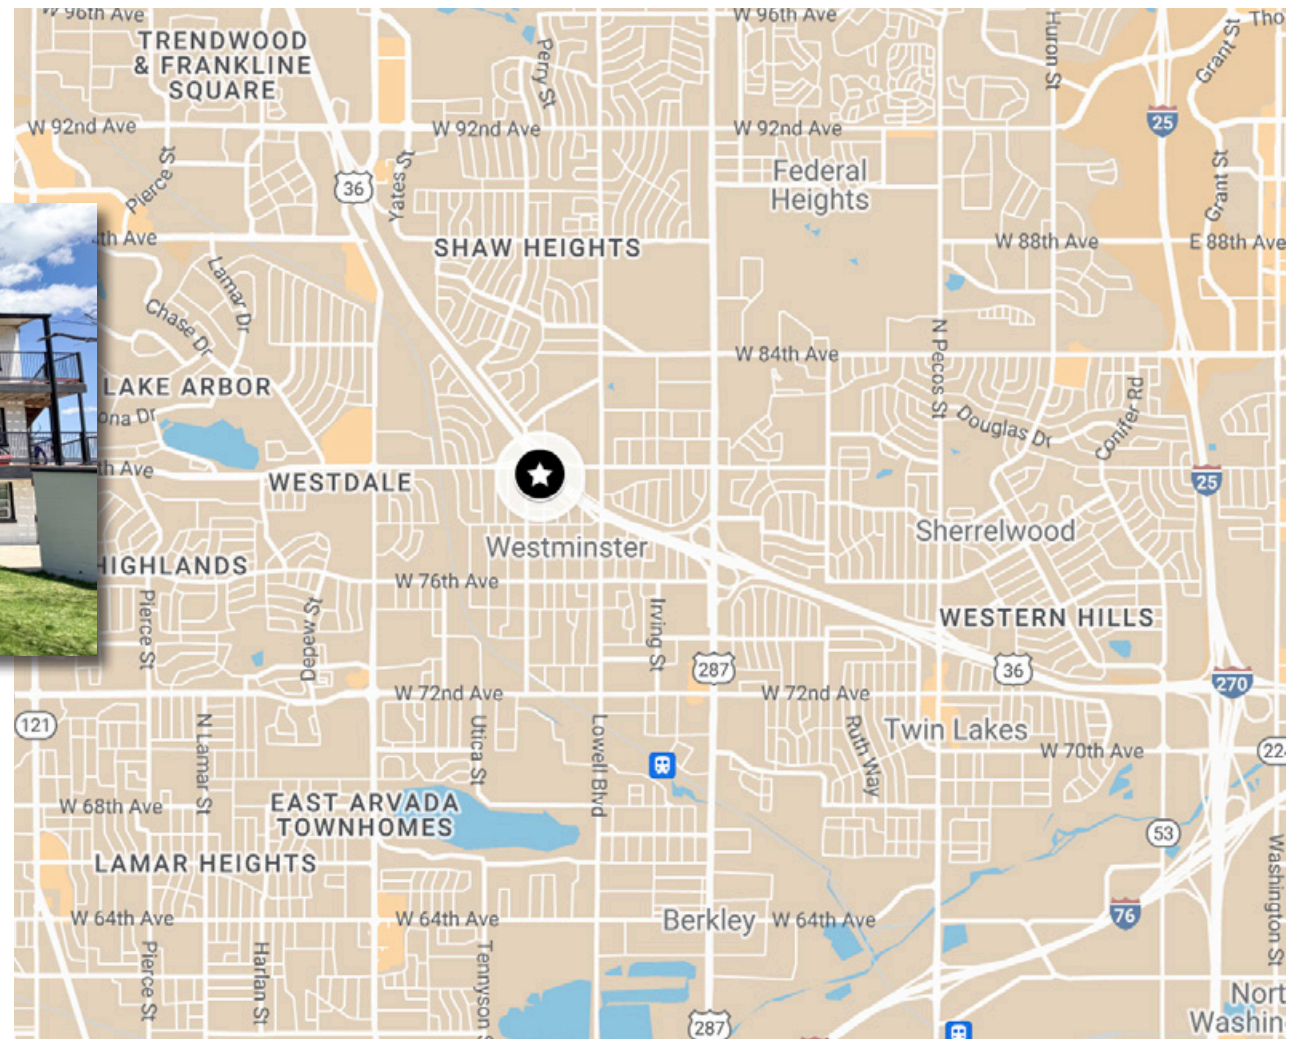 W 96th Ave
W 96th Ave
Tho
TRENDWOOD
& FRANKLINE
SQUARE
Perry St
Huron St
Grant St
25
W 92nd Ave
W 92nd Ave
W 92nd Ave
Pierce St
36
Yates St
Federal
Heights
Grant St
th Ave
SHAW HEIGHTS
W 88th Ave
E 88th Ave
Lamar Dr
Chase Dr
N Pecos St
W 84th Ave
LAKE ARBOR
ona Dr
Douglas Dr
Conifer Rd
th Ave
WESTDALE
25
Westminster
Sherrelwood
HIGHLANDS
W 76th Ave
Pierce St
Depew St
Irving St
WESTERN HILLS
287
36
270
W 72nd Ave
W 72nd Ave
121
N Lamar St
Utica St
Lowell Blvd
Ruth Way
Twin Lakes
W 70th Ave
224
W 68th Ave
EAST ARVADA
TOWNHOMES
53
LAMAR HEIGHTS
Washington St
W 64th Ave
W 64th Ave
Berkley
W 64th Ave
76
Pierce St
Harlan St
Tennyson S
287
Nort
Washin